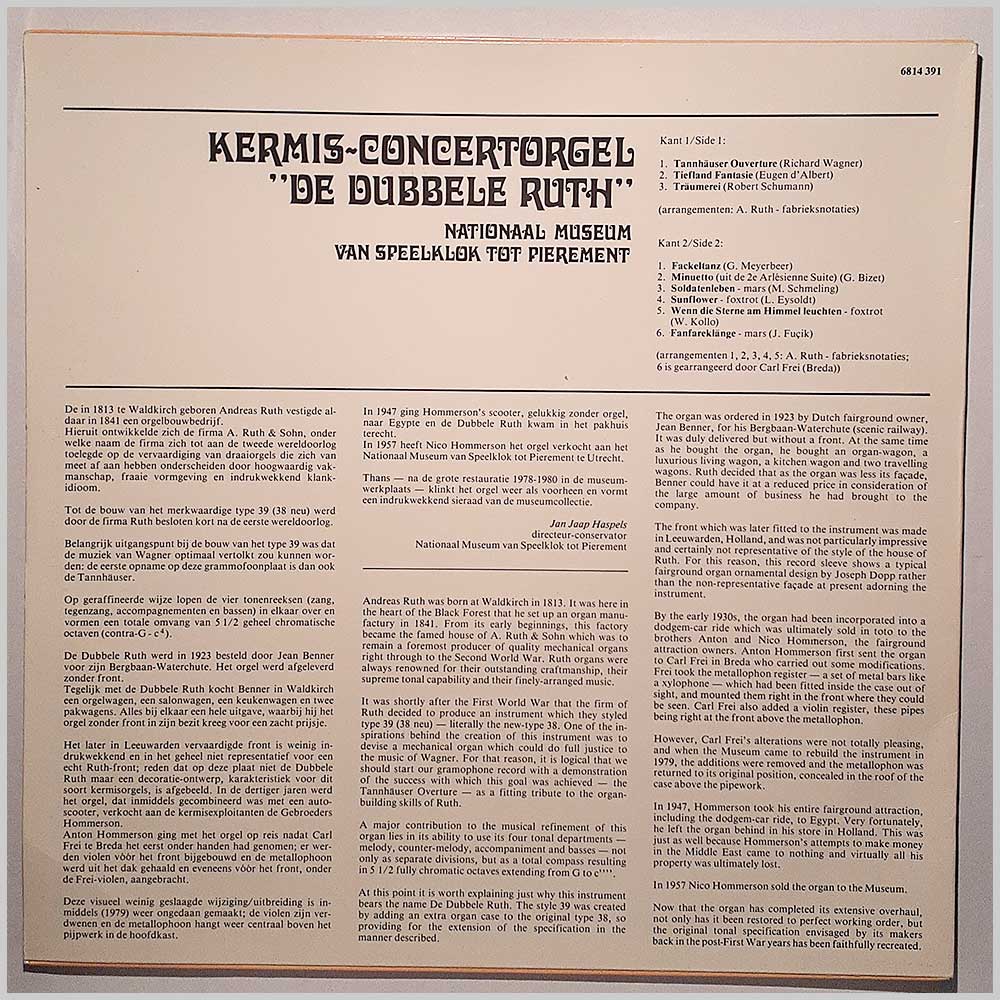 6814 391
KERMIS-CONCERTORGEL
"DE DUBBELE RUTH"
NATIONAAL MUSEUM
VAN SPEELKLOK TOT PIEREMENT
Kant 1/Side 1:
1. Tannhäuser Ouverture (Richard Wagner)
2. Tiefland Fantasie (Eugen d'Albert)
3. Träumerei (Robert Schumann)
(arrangementen: A. Ruth - fabrieksnotaties)
Kant 2/Side 2:
1. Fackeltanz (G. Meyerbeer)
2. Minuetto (uit de 2e Arlésienne Suite) (G. Bizet)
3. Soldatenleben - mars (M. Schmeling)
4. Sunflower - foxtrot (L. Eysoldt)
5. Wenn die Sterne am Himmel leuchten - foxtrot
(W. Kollo)
6. Fanfareklänge - mars (J. Fuçik)
(arrangementen 1, 2, 3, 4, 5: A. Ruth - fabrieksnotaties;
6 is gearrangeerd door Carl Frei (Breda))
De in 1813 te Waldkirch geboren Andreas Ruth vestigde al-
daar in 1841 een orgelbouwbedrijf.
Hieruit ontwikkelde zich de firma A. Ruth & Sohn, onder
welke naam de firma zich tot aan de tweede wereldoorlog
toelegde op de vervaardiging van draaiorgels die zich van
meet af aan hebben onderscheiden door hoogwaardig vak-
manschap, fraaie vormgeving en indrukwekkend klank-
idioom.
Tot de bouw van het merkwaardige type 39 (38 neu) werd
door de firma Ruth besloten kort na de eerste wereldoorlog.
Belangrijk uitgangspunt bij de bouw van het type 39 was dat
de muziek van Wagner optimaal vertolkt zou kunnen wor-
den: de eerste opname op deze grammofoonplaat is dan ook
de Tannhäuser.
Op geraffineerde wijze lopen de vier tonenreeksen (zang,
tegenzang, accompagnementen en bassen) in elkaar over en
vormen een totale omvang van 5 1/2 geheel chromatische
octaven (contra-G - c⁴).
De Dubbele Ruth werd in 1923 besteld door Jean Benner
voor zijn Bergbaan-Waterchute. Het orgel werd afgeleverd
zonder front.
Tegelijk met de Dubbele Ruth kocht Benner in Waldkirch
een orgelwagen, een salonwagen, een keukenwagen en twee
pakwagens. Alles bij elkaar een hele uitgave, waarbij hij het
orgel zonder front in zijn bezit kreeg voor een zacht prijsje.
Het later in Leeuwarden vervaardigde front is weinig in-
drukwekkend en in het geheel niet representatief voor een
echt Ruth-front; reden dat op deze plaat niet de Dubbele
Ruth maar een decoratie-ontwerp, karakteristiek voor dit
soort kermisorgels, is afgebeeld. In de dertiger jaren werd
het orgel, dat inmiddels gecombineerd was met een auto-
scooter, verkocht aan de kermisexploitanten de Gebroeders
Hommerson.
Anton Hommerson ging met het orgel op reis nadat Carl
Frei te Breda het eerst onder handen had genomen; er wer-
den violen vòòr het front bijgebouwd en de metallophoon
werd uit het dak gehaald en eveneens vòòr het front, onder
de Frei-violen, aangebracht.
Deze visueel weinig geslaagde wijziging/uitbreiding is in-
middels (1979) weer ongedaan gemaakt; de violen zijn ver-
dwenen en de metallophoon hangt weer centraal boven het
pijpwerk in de hoofdkast.
In 1947 ging Hommerson's scooter, gelukkig zonder orgel,
naar Egypte en de Dubbele Ruth kwam in het pakhuis
terecht.
In 1957 heeft Nico Hommerson het orgel verkocht aan het
Nationaal Museum van Speelklok tot Pierement te Utrecht.
Thans — na de grote restauratie 1978-1980 in de museum-
werkplaats — klinkt het orgel weer als voorheen en vormt
een indrukwekkend sieraad van de museumcollectie.
Jan Jaap Haspels
directeur-conservator
Nationaal Museum van Speelklok tot Pierement
Andreas Ruth was born at Waldkirch in 1813. It was here in
the heart of the Black Forest that he set up an organ manu-
factury in 1841. From its early beginnings, this factory
became the famed house of A. Ruth & Sohn which was to
remain a foremost producer of quality mechanical organs
right through to the Second World War. Ruth organs were
always renowned for their outstanding craftmanship, their
supreme tonal capability and their finely-arranged music.
It was shortly after the First World War that the firm of
Ruth decided to produce an instrument which they styled
type 39 (38 neu) — literally the new-type 38. One of the in-
spirations behind the creation of this instrument was to
devise a mechanical organ which could do full justice to
the music of Wagner. For that reason, it is logical that we
should start our gramophone record with a demonstration
of the success with which this goal was achieved — the
Tannhäuser Overture — as a fitting tribute to the organ-
building skills of Ruth.
A major contribution to the musical refinement of this
organ lies in its ability to use its four tonal departments —
melody, counter-melody, accompaniment and basses — not
only as separate divisions, but as a total compass resulting
in 5 1/2 fully chromatic octaves extending from G to c''''.
At this point it is worth explaining just why this instrument
bears the name De Dubbele Ruth. The style 39 was created
by adding an extra organ case to the original type 38, so
providing for the extension of the specification in the
manner described.
The organ was ordered in 1923 by Dutch fairground owner,
Jean Benner, for his Bergbaan-Waterchute (scenic railway).
It was duly delivered but without a front. At the same time
as he bought the organ, he bought an organ-wagon, a
luxurious living wagon, a kitchen wagon and two travelling
wagons. Ruth decided that as the organ was less its façade,
Benner could have it at a reduced price in consideration of
the large amount of business he had brought to the
company.
The front which was later fitted to the instrument was made
in Leeuwarden, Holland, and was not particularly impressive
and certainly not representative of the style of the house of
Ruth. For this reason, this record sleeve shows a typical
fairground organ ornamental design by Joseph Dopp rather
than the non-representative façade at present adorning the
instrument.
By the early 1930s, the organ had been incorporated into a
dodgem-car ride which was ultimately sold in toto to the
brothers Anton and Nico Hommerson, the fairground
attraction owners. Anton Hommerson first sent the organ
to Carl Frei in Breda who carried out some modifications.
Frei took the metallophon register — a set of metal bars like
a xylophone — which had been fitted inside the case out of
sight, and mounted them right in the front where they could
be seen. Carl Frei also added a violin register, these pipes
being right at the front above the metallophon.
However, Carl Frei's alterations were not totally pleasing,
and when the Museum came to rebuild the instrument in
1979, the additions were removed and the metallophon was
returned to its original position, concealed in the roof of the
case above the pipework.
In 1947, Hommerson took his entire fairground attraction,
including the dodgem-car ride, to Egypt. Very fortunately,
he left the organ behind in his store in Holland. This was
just as well because Hommerson's attempts to make money
in the Middle East came to nothing and virtually all his
property was ultimately lost.
In 1957 Nico Hommerson sold the organ to the Museum.
Now that the organ has completed its extensive overhaul,
not only has it been restored to perfect working order, but
the original tonal specification envisaged by its makers
back in the post-First War years has been faithfully recreated.